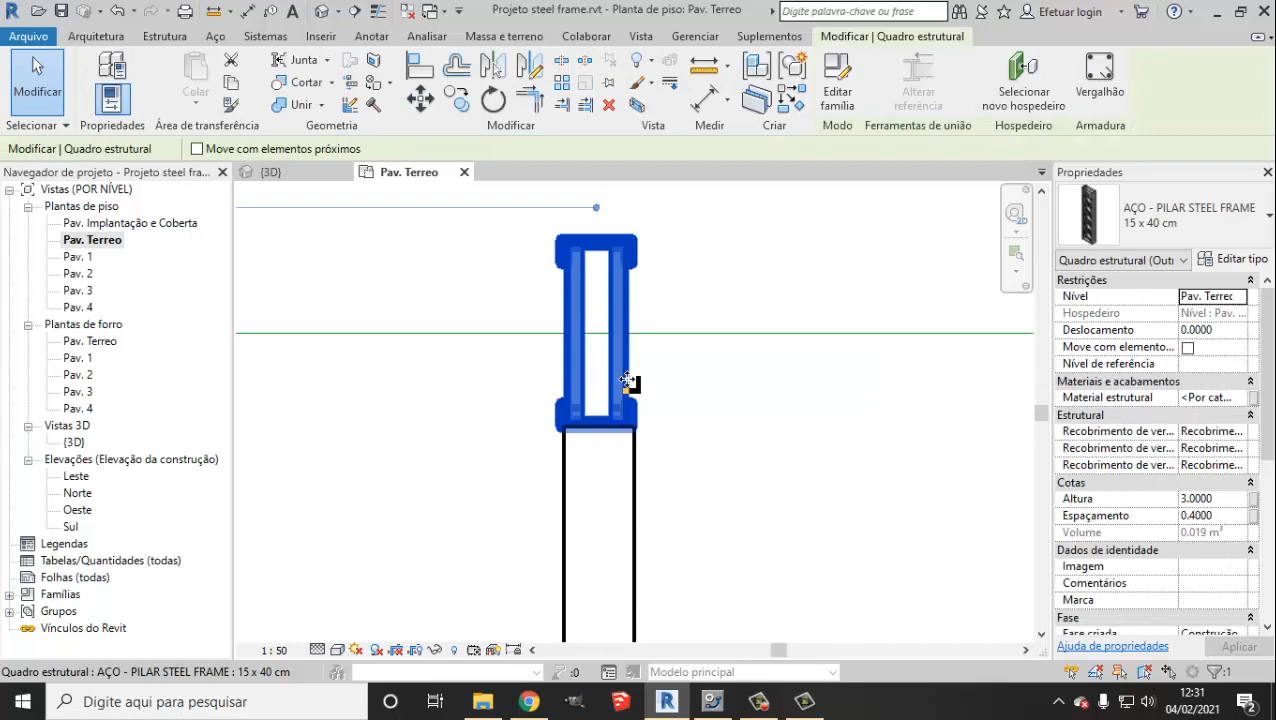 Projeto steel frame.rvt - Planta de piso: Pav. Terreo
Digite palavra-chave ou frase
Efetuar login
Arquivo Arquitetura Estrutura Aço Sistemas Inserir Anotar Analisar Massa e terreno Colaborar Vista Gerenciar Suplementos Modificar | Quadro estrutural
Modificar
Propriedades
Colar
Junta
Cortar
Unir
Editar
família
Alterar
referência
Selecionar
novo hospedeiro
Vergalhão
Selecionar Propriedades Área de transferência Geometria Modificar Vista Medir Criar Modo Ferramentas de união Hospedeiro Armadura
Modificar | Quadro estrutural Move com elementos próximos
Navegador de projeto - Projeto steel fra...
Vistas (POR NÍVEL)
Plantas de piso
Pav. Implantação e Coberta
Pav. Terreo
Pav. 1
Pav. 2
Pav. 3
Pav. 4
Plantas de forro
Pav. Terreo
Pav. 1
Pav. 2
Pav. 3
Pav. 4
Vistas 3D
{3D}
Elevações (Elevação da construção)
Leste
Norte
Oeste
Sul
Legendas
Tabelas/Quantidades (todas)
Folhas (todas)
Famílias
Grupos
Vínculos do Revit
{3D}
Pav. Terreo
2D
1 : 50
Propriedades
AÇO - PILAR STEEL FRAME
15 x 40 cm
Quadro estrutural (Outr Editar tipo
Restrições
Nível Pav. Terrec
Hospedeiro Nível : Pav. ...
Deslocamento 0.0000
Move com elemento...
Nível de referência
Materiais e acabamentos
Material estrutural <Por cat...
Estrutural
Recobrimento de ver... Recobrime...
Recobrimento de ver... Recobrime...
Recobrimento de ver... Recobrime...
Cotas
Altura 3.0000
Espaçamento 0.4000
Volume 0.019 m³
Dados de identidade
Imagem
Comentários
Marca
Fase
Fase criada Construção
Ajuda de propriedades Aplicar
Quadro estrutural : AÇO - PILAR STEEL FRAME : 15 x 40 cm
:0
Modelo principal
:1
Digite aqui para pesquisar
12:31
04/02/2021
2